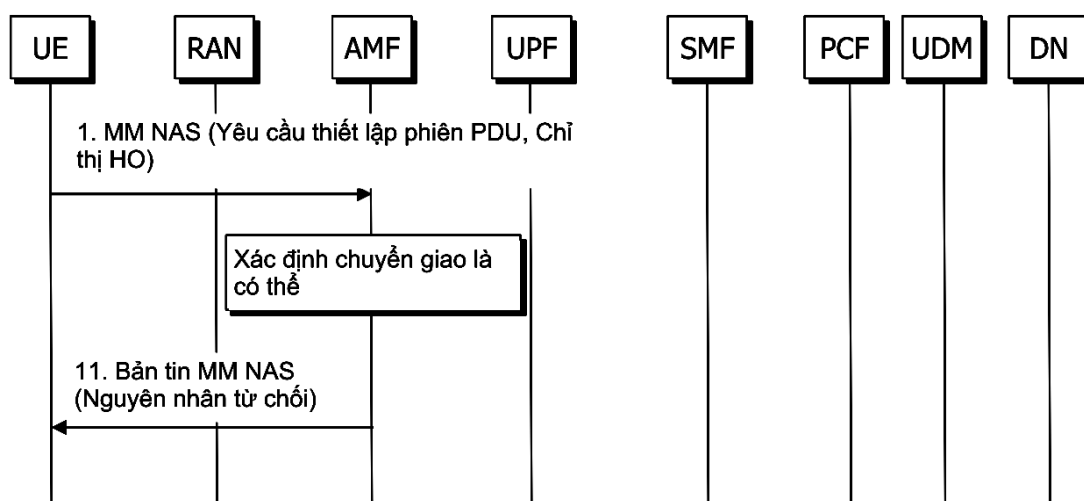 UE RAN AMF UPF SMF PCF UDM DN
1. MM NAS (Yêu cầu thiết lập phiên PDU, Chỉ
thị HO)
Xác định chuyển giao là
có thể
11. Bản tin MM NAS
(Nguyên nhân từ chối)